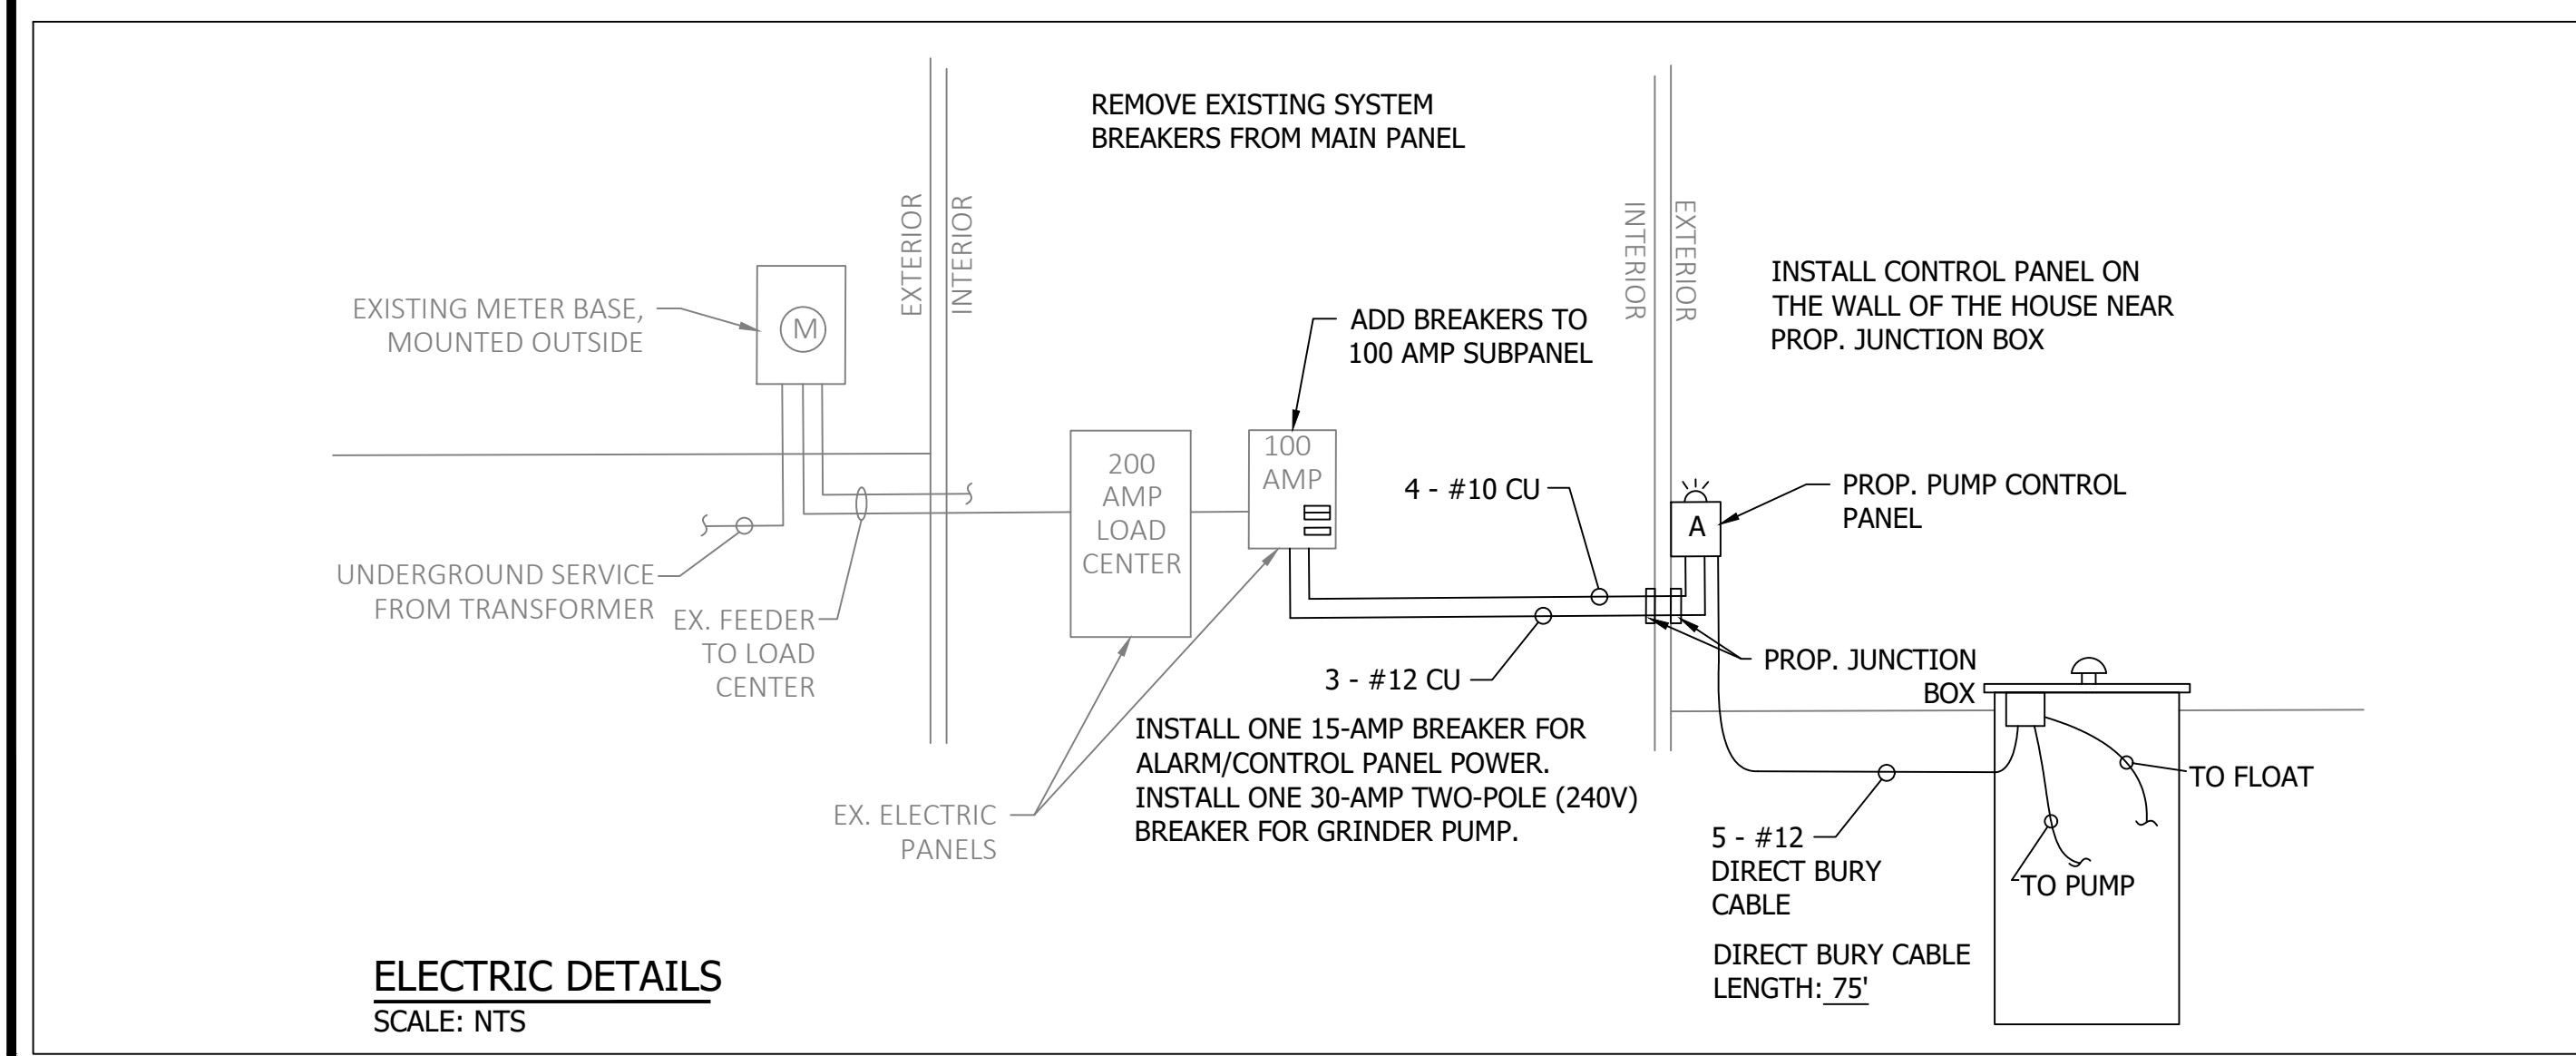 REMOVE EXISTING SYSTEM
BREAKERS FROM MAIN PANEL
EXTERIOR
INTERIOR
INTERIOR
EXTERIOR
EXISTING METER BASE,
MOUNTED OUTSIDE
M
ADD BREAKERS TO
100 AMP SUBPANEL
INSTALL CONTROL PANEL ON
THE WALL OF THE HOUSE NEAR
PROP. JUNCTION BOX
200
AMP
LOAD
CENTER
100
AMP
4 - #10 CU
A
PROP. PUMP CONTROL
PANEL
UNDERGROUND SERVICE
FROM TRANSFORMER
EX. FEEDER
TO LOAD
CENTER
3 - #12 CU
PROP. JUNCTION
BOX
INSTALL ONE 15-AMP BREAKER FOR
ALARM/CONTROL PANEL POWER.
INSTALL ONE 30-AMP TWO-POLE (240V)
BREAKER FOR GRINDER PUMP.
EX. ELECTRIC
PANELS
TO FLOAT
TO PUMP
5 - #12
DIRECT BURY
CABLE
DIRECT BURY CABLE
LENGTH: 75'
ELECTRIC DETAILS
SCALE: NTS